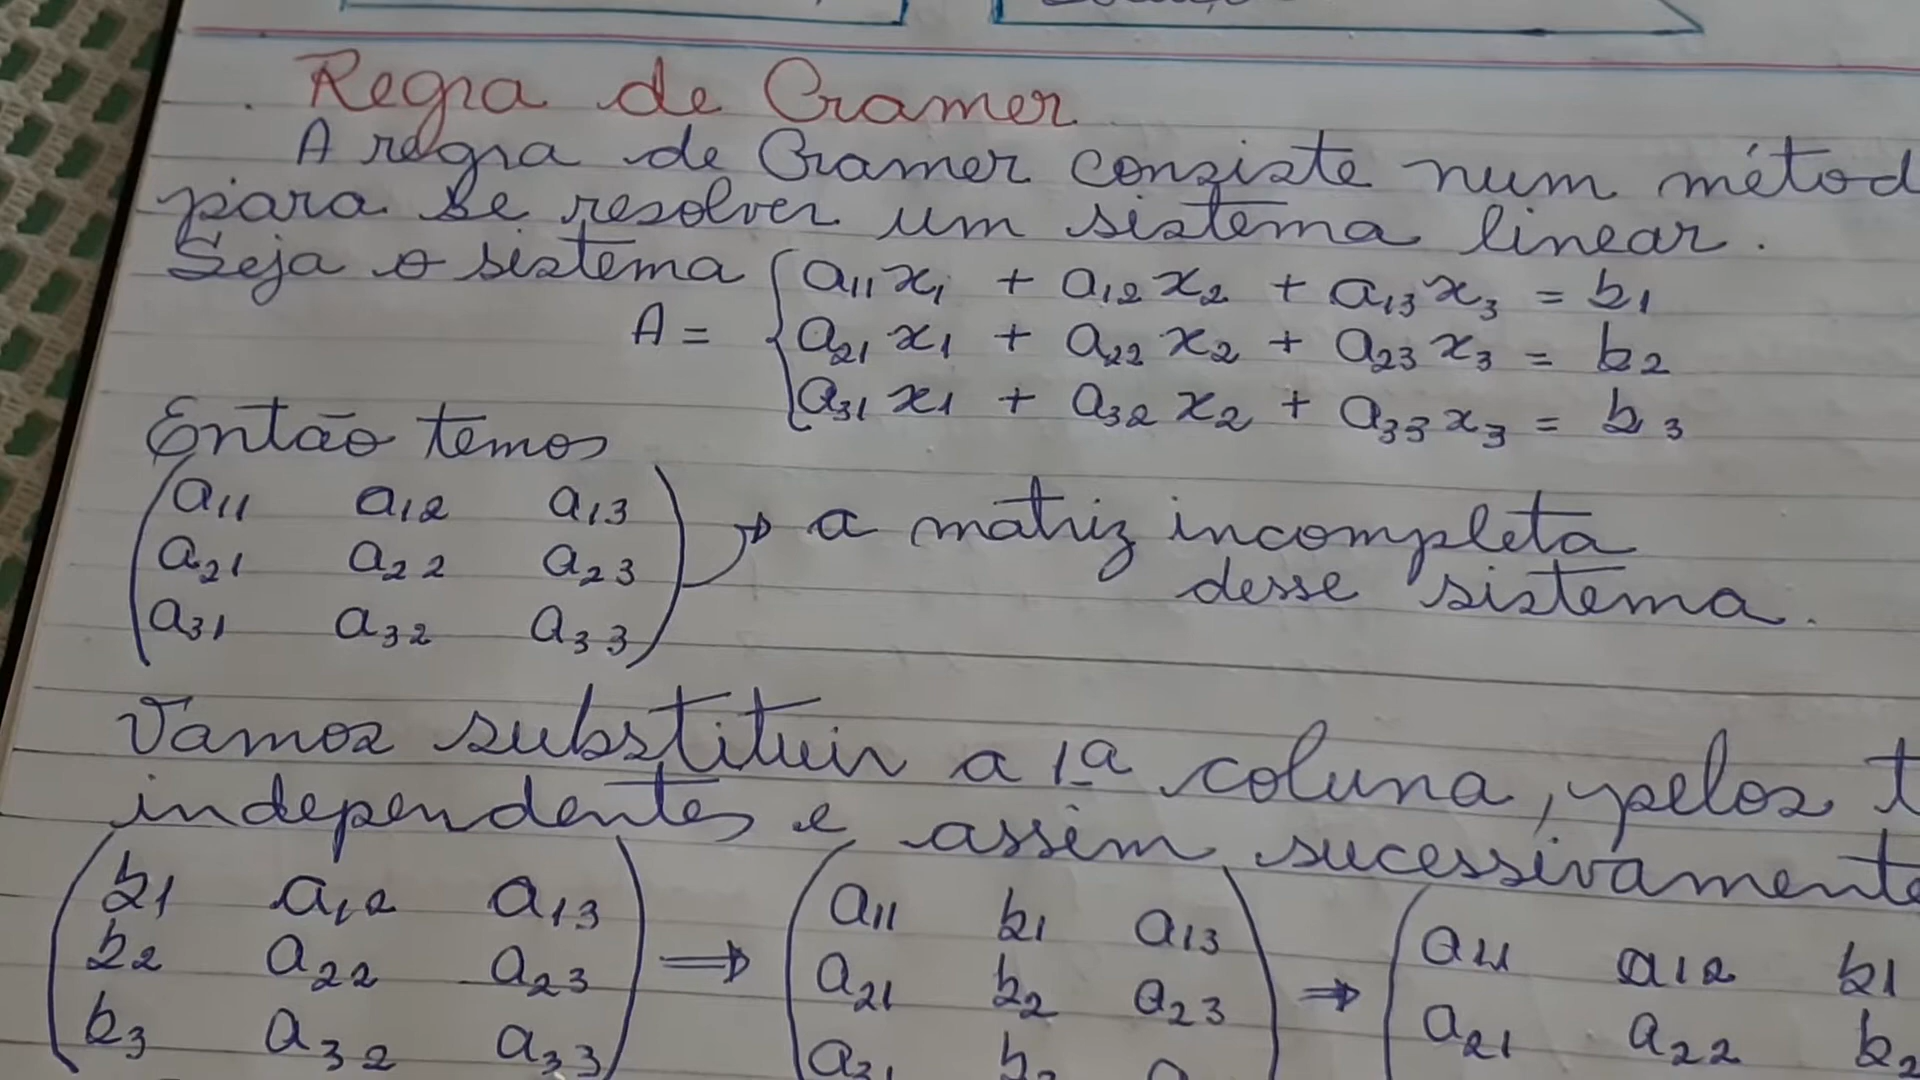 Regra de Cramer
A regra de Cramer consiste num métod
para se resolver um sistema linear.
Seja o sistema
A = { a11 x1 + a12 x2 + a13 x3 = b1
a21 x1 + a22 x2 + a23 x3 = b2
a31 x1 + a32 x2 + a33 x3 = b3
Então temos
( a11 a12 a13 )
( a21 a22 a23 ) → a matriz incompleta
( a31 a32 a33 ) desse sistema.
Vamos substituir a 1ª coluna, pelos t
independentes e assim sucessivamente
( b1 a12 a13 ) ( a11 b1 a13 ) ( a11 a12 b1
( b2 a22 a23 ) ⇒ ( a21 b2 a23 ) ⇒ ( a21 a22 b2
( b3 a32 a33 ) ( a31